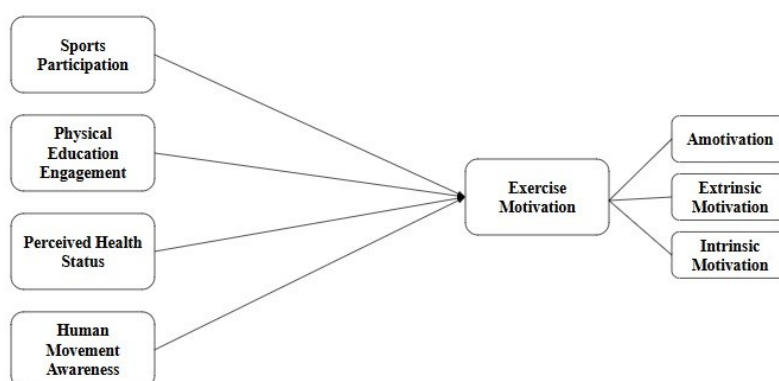 Sports
Participation
Physical
Education
Engagement
Perceived Health
Status
Human
Movement
Awareness
Exercise
Motivation
Amotivation
Extrinsic
Motivation
Intrinsic
Motivation